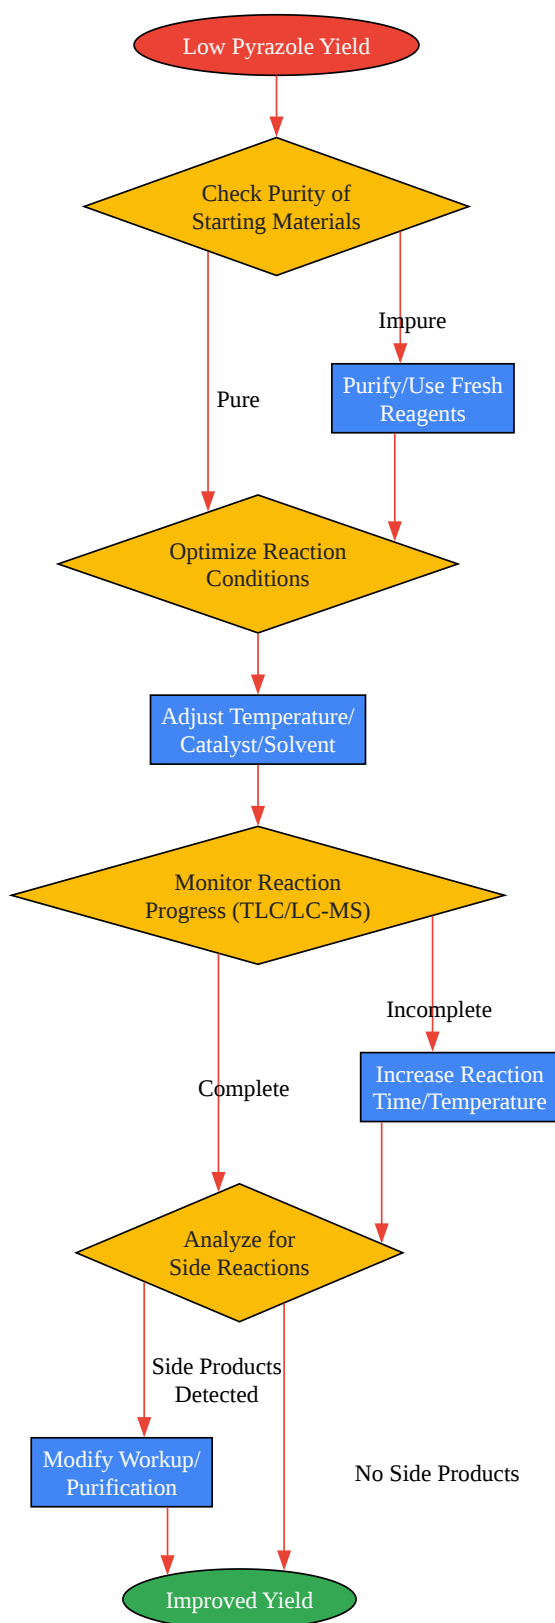 Low Pyrazole Yield
Check Purity of
Starting Materials
Impure
Purify/Use Fresh
Reagents
Pure
Optimize Reaction
Conditions
Adjust Temperature/
Catalyst/Solvent
Monitor Reaction
Progress (TLC/LC-MS)
Incomplete
Increase Reaction
Time/Temperature
Complete
Analyze for
Side Reactions
Side Products
Detected
Modify Workup/
Purification
No Side Products
Improved Yield